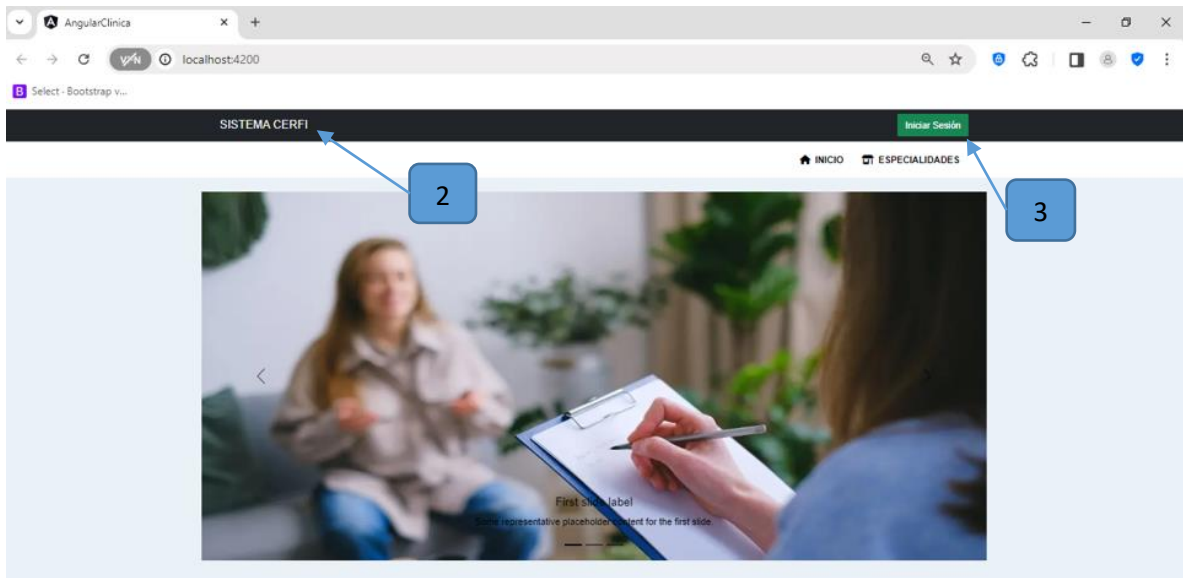 AngularClinica
VPN localhost:4200
B Select - Bootstrap v...
SISTEMA CERFI
Iniciar Sesión
2
INICIO ESPECIALIDADES
3
First slide label
Some representative placeholder content for the first slide.